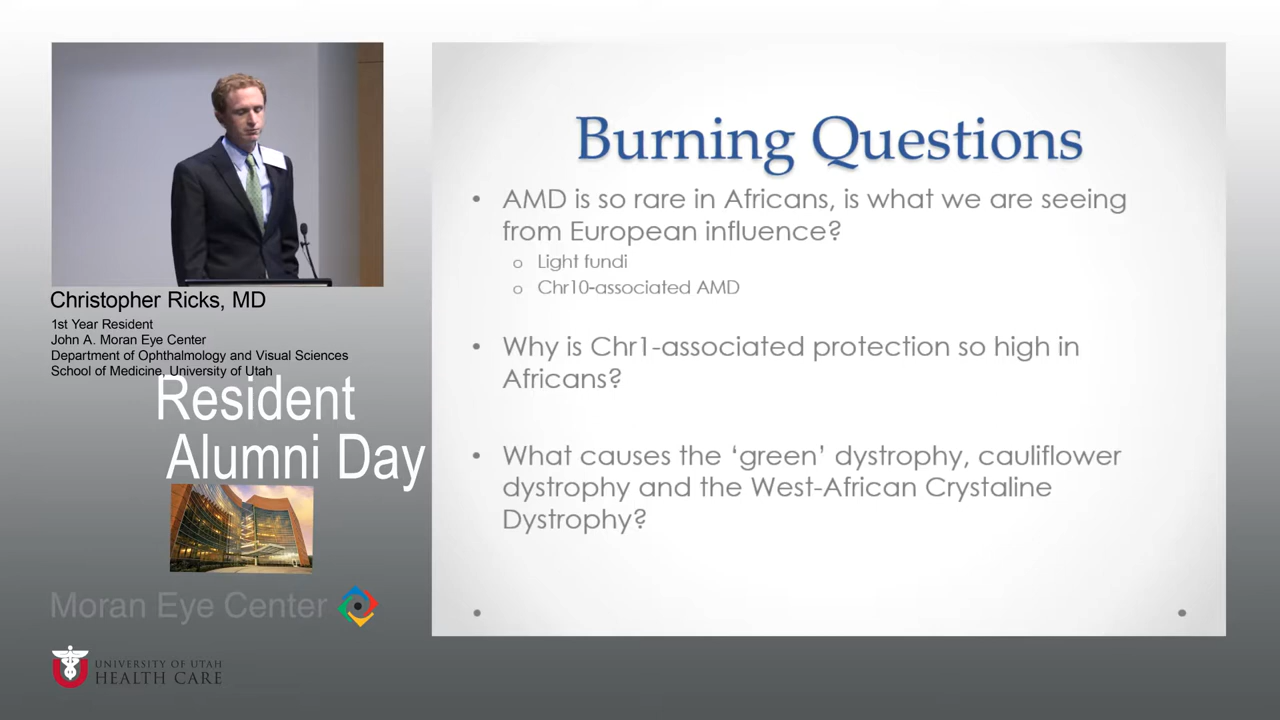 Christopher Ricks, MD
1st Year Resident
John A. Moran Eye Center
Department of Ophthalmology and Visual Sciences
School of Medicine, University of Utah
Resident
Alumni Day
Moran Eye Center
UNIVERSITY OF UTAH
HEALTH CARE
Burning Questions
• AMD is so rare in Africans, is what we are seeing
from European influence?
o Light fundi
o Chr10-associated AMD
• Why is Chr1-associated protection so high in
Africans?
• What causes the ‘green’ dystrophy, cauliflower
dystrophy and the West-African Crystaline
Dystrophy?